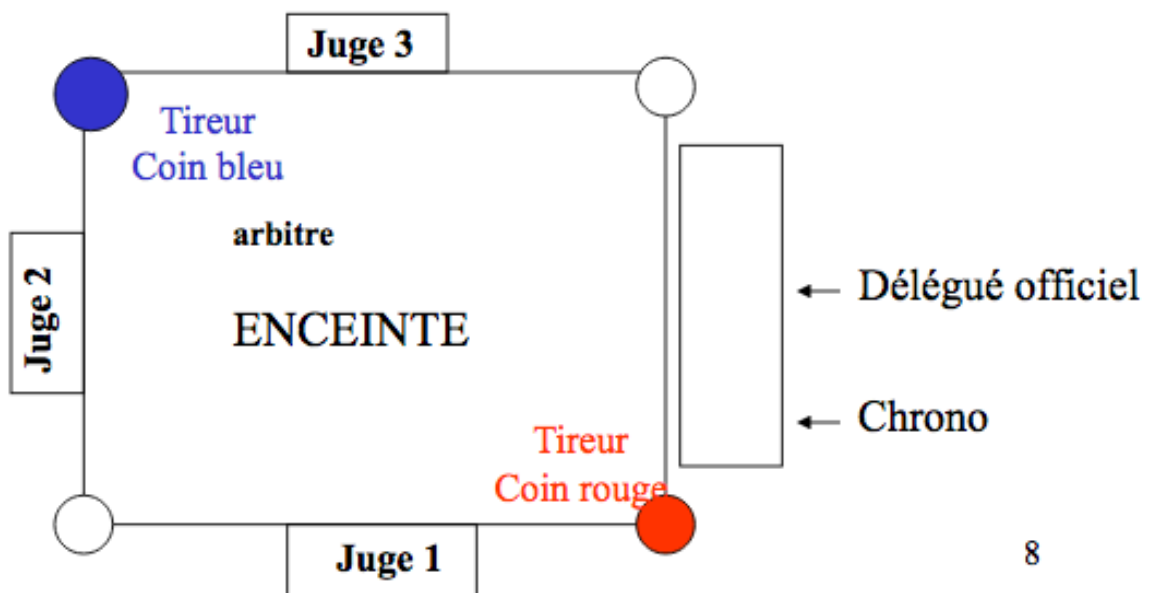 Juge 3
Tireur
Coin bleu
arbitre
Juge 2
Délégué officiel
ENCEINTE
Chrono
Tireur
Coin rouge
Juge 1
8